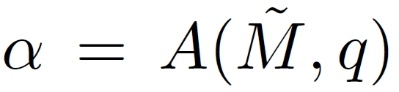 α = A(M̃, q)